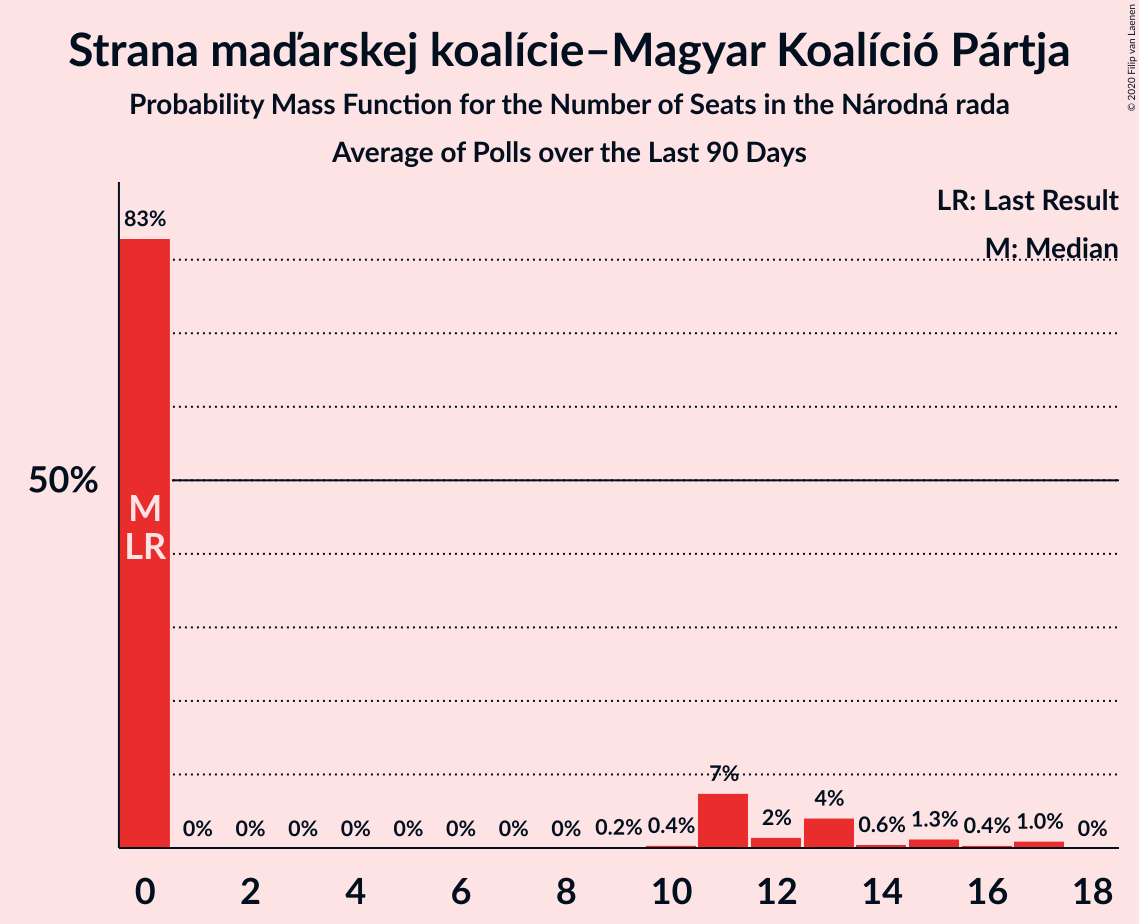 Strana maďarskej koalície–Magyar Koalíció Pártja
Probability Mass Function for the Number of Seats in the Národná rada
Average of Polls over the Last 90 Days
© 2020 Filip van Laenen
LR: Last Result
M: Median
83%
50%
M
LR
0% 0% 0% 0% 0% 0% 0% 0% 0.2% 0.4% 7% 2% 4% 0.6% 1.3% 0.4% 1.0% 0%
0 2 4 6 8 10 12 14 16 18